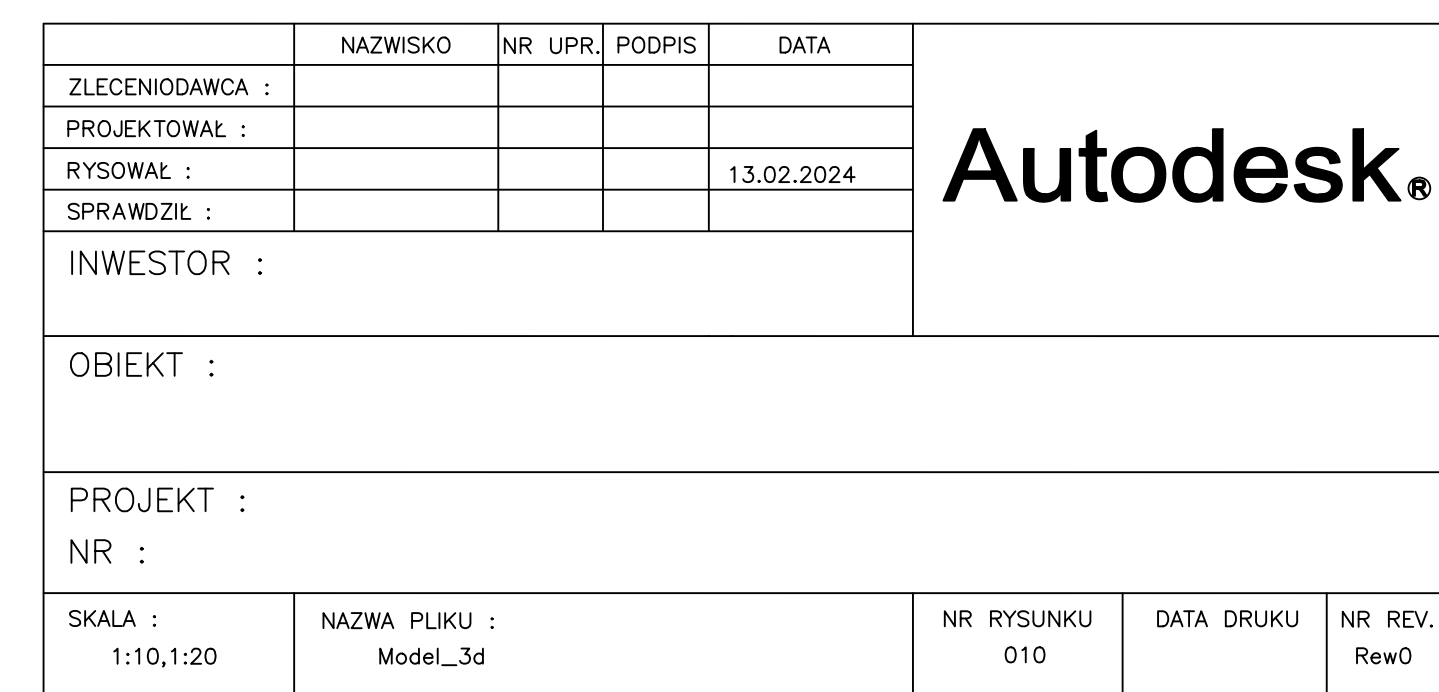 NAZWISKO NR UPR. PODPIS DATA
ZLECENIODAWCA :
PROJEKTOWAŁ :
RYSOWAŁ : 13.02.2024
SPRAWDZIŁ :
Autodesk®
INWESTOR :
OBIEKT :
PROJEKT :
NR :
SKALA : NAZWA PLIKU : NR RYSUNKU DATA DRUKU NR REV.
1:10,1:20 Model_3d 010 Rew0